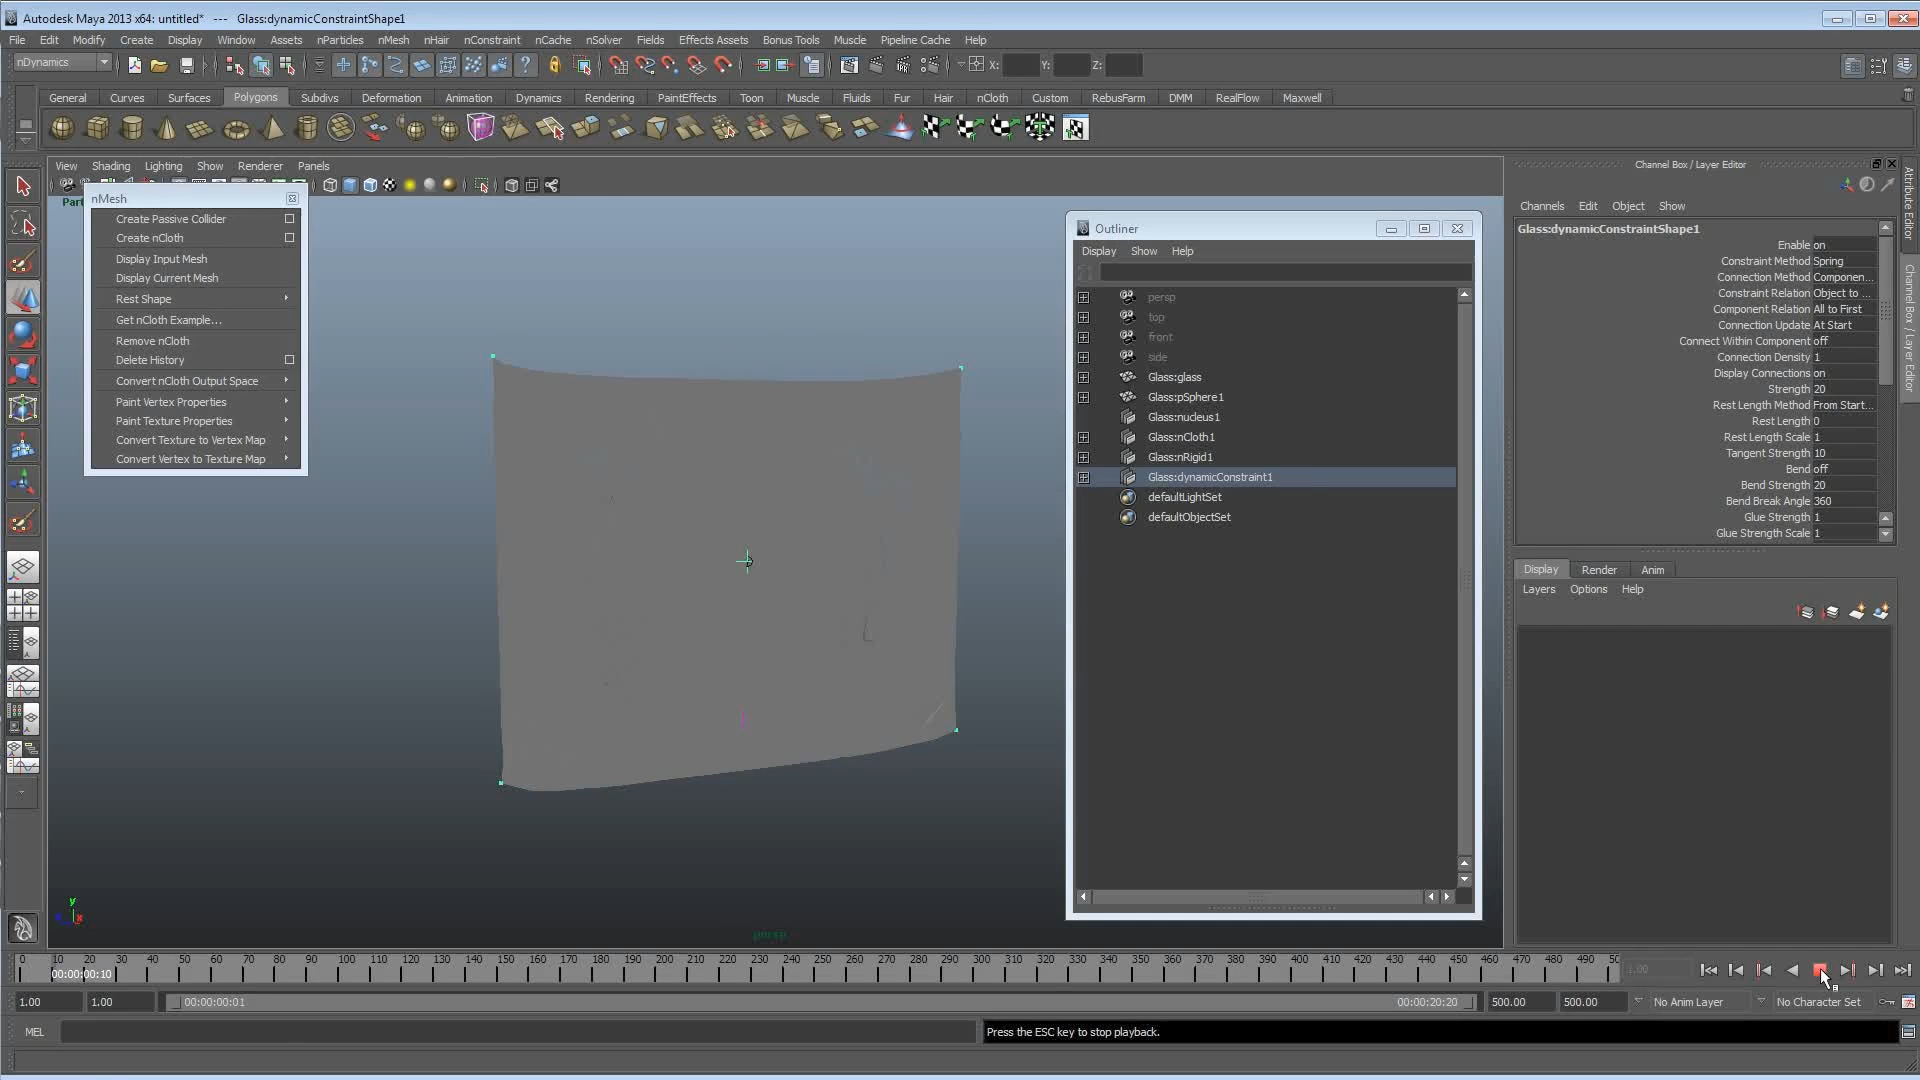 Autodesk Maya 2013 x64: untitled*   ---   Glass:dynamicConstraintShape1
File Edit Modify Create Display Window Assets nParticles nMesh nHair nConstraint nCache nSolver Fields Effects Assets Bonus Tools Muscle Pipeline Cache Help
nDynamics X: Y: Z:
General Curves Surfaces Polygons Subdivs Deformation Animation Dynamics Rendering PaintEffects Toon Muscle Fluids Fur Hair nCloth Custom RebusFarm DMM RealFlow Maxwell
View Shading Lighting Show Renderer Panels
Part
nMesh
Create Passive Collider
Create nCloth
Display Input Mesh
Display Current Mesh
Rest Shape
Get nCloth Example...
Remove nCloth
Delete History
Convert nCloth Output Space
Paint Vertex Properties
Paint Texture Properties
Convert Texture to Vertex Map
Convert Vertex to Texture Map
y
x
persp
Outliner
Display Show Help
persp
top
front
side
Glass:glass
Glass:pSphere1
Glass:nucleus1
Glass:nCloth1
Glass:nRigid1
Glass:dynamicConstraint1
defaultLightSet
defaultObjectSet
Channel Box / Layer Editor
Channels Edit Object Show
Glass:dynamicConstraintShape1
Enable on
Constraint Method Spring
Connection Method Componen...
Constraint Relation Object to ...
Component Relation All to First
Connection Update At Start
Connect Within Component off
Connection Density 1
Display Connections on
Strength 20
Rest Length Method From Start...
Rest Length 0
Rest Length Scale 1
Tangent Strength 10
Bend off
Bend Strength 20
Bend Break Angle 360
Glue Strength 1
Glue Strength Scale 1
Display Render Anim
Layers Options Help
Attribute Editor
Channel Box / Layer Editor
0 10 20 30 40 50 60 70 80 90 100 110 120 130 140 150 160 170 180 190 200 210 220 230 240 250 260 270 280 290 300 310 320 330 340 350 360 370 380 390 400 410 420 430 440 450 460 470 480 490 50
00:00:00:10
1.00
1.00 1.00 00:00:00:01 00:00:20:20 500.00 500.00 No Anim Layer No Character Set
MEL Press the ESC key to stop playback.